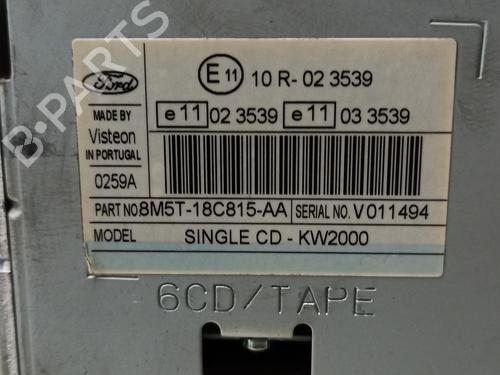 B-PARTS
Ford
E 11 10 R- 02 3539
MADE BY
Visteon
IN PORTUGAL
e 11 02 3539 e 11 03 3539
0259A
PART NO. 8M5T-18C815-AA SERIAL NO. V 011494
MODEL SINGLE CD - KW2000
6CD/TAPE